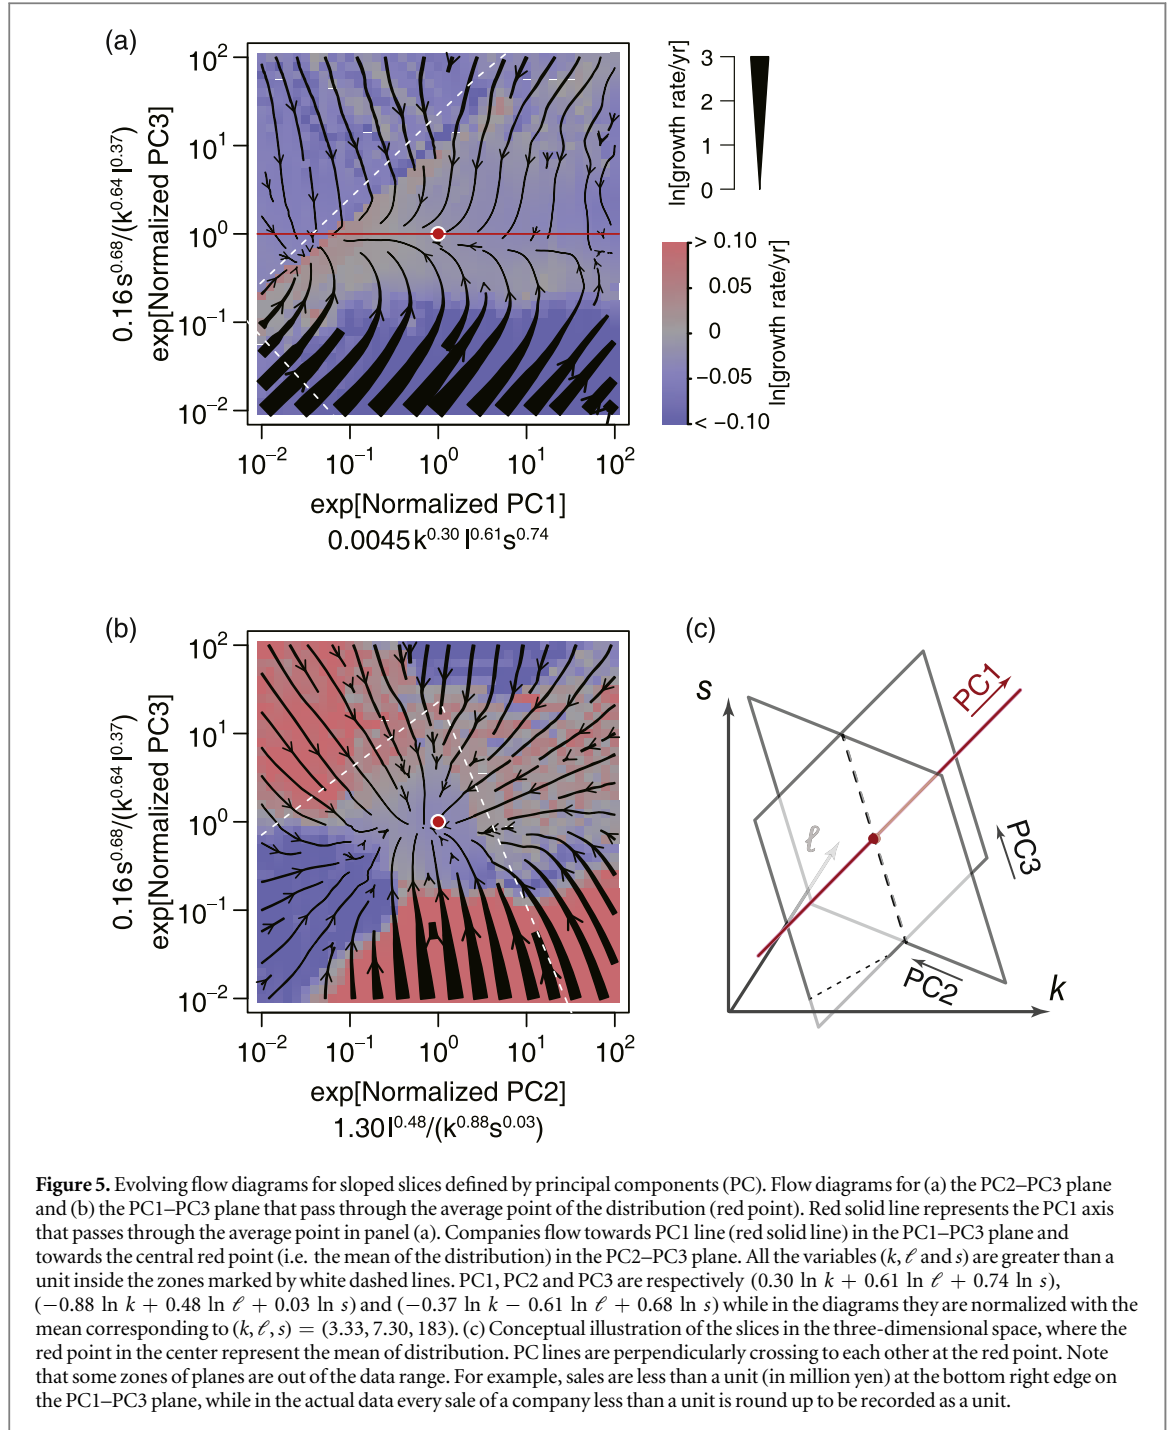 (a)
10^2
10^1
10^0
10^-1
10^-2
0.16s^0.68/(k^0.64 l^0.37)
exp[Normalized PC3]
10^-2
10^-1
10^0
10^1
10^2
exp[Normalized PC1]
0.0045k^0.30 l^0.61 s^0.74
3
2
1
0
ln[growth rate/yr]
> 0.10
0.05
0
−0.05
< −0.10
ln[growth rate/yr]
(b)
10^2
10^1
10^0
10^-1
10^-2
0.16s^0.68/(k^0.64 l^0.37)
exp[Normalized PC3]
10^-2
10^-1
10^0
10^1
10^2
exp[Normalized PC2]
1.30l^0.48/(k^0.88 s^0.03)
(c)
s
PC1
ℓ
PC3
PC2
k
Figure 5. Evolving flow diagrams for sloped slices defined by principal components (PC). Flow diagrams for (a) the PC2–PC3 plane
and (b) the PC1–PC3 plane that pass through the average point of the distribution (red point). Red solid line represents the PC1 axis
that passes through the average point in panel (a). Companies flow towards PC1 line (red solid line) in the PC1–PC3 plane and
towards the central red point (i.e. the mean of the distribution) in the PC2–PC3 plane. All the variables (k, ℓ and s) are greater than a
unit inside the zones marked by white dashed lines. PC1, PC2 and PC3 are respectively (0.30 ln k + 0.61 ln ℓ + 0.74 ln s),
(−0.88 ln k + 0.48 ln ℓ + 0.03 ln s) and (−0.37 ln k − 0.61 ln ℓ + 0.68 ln s) while in the diagrams they are normalized with the
mean corresponding to (k, ℓ, s) = (3.33, 7.30, 183). (c) Conceptual illustration of the slices in the three-dimensional space, where the
red point in the center represent the mean of distribution. PC lines are perpendicularly crossing to each other at the red point. Note
that some zones of planes are out of the data range. For example, sales are less than a unit (in million yen) at the bottom right edge on
the PC1–PC3 plane, while in the actual data every sale of a company less than a unit is round up to be recorded as a unit.